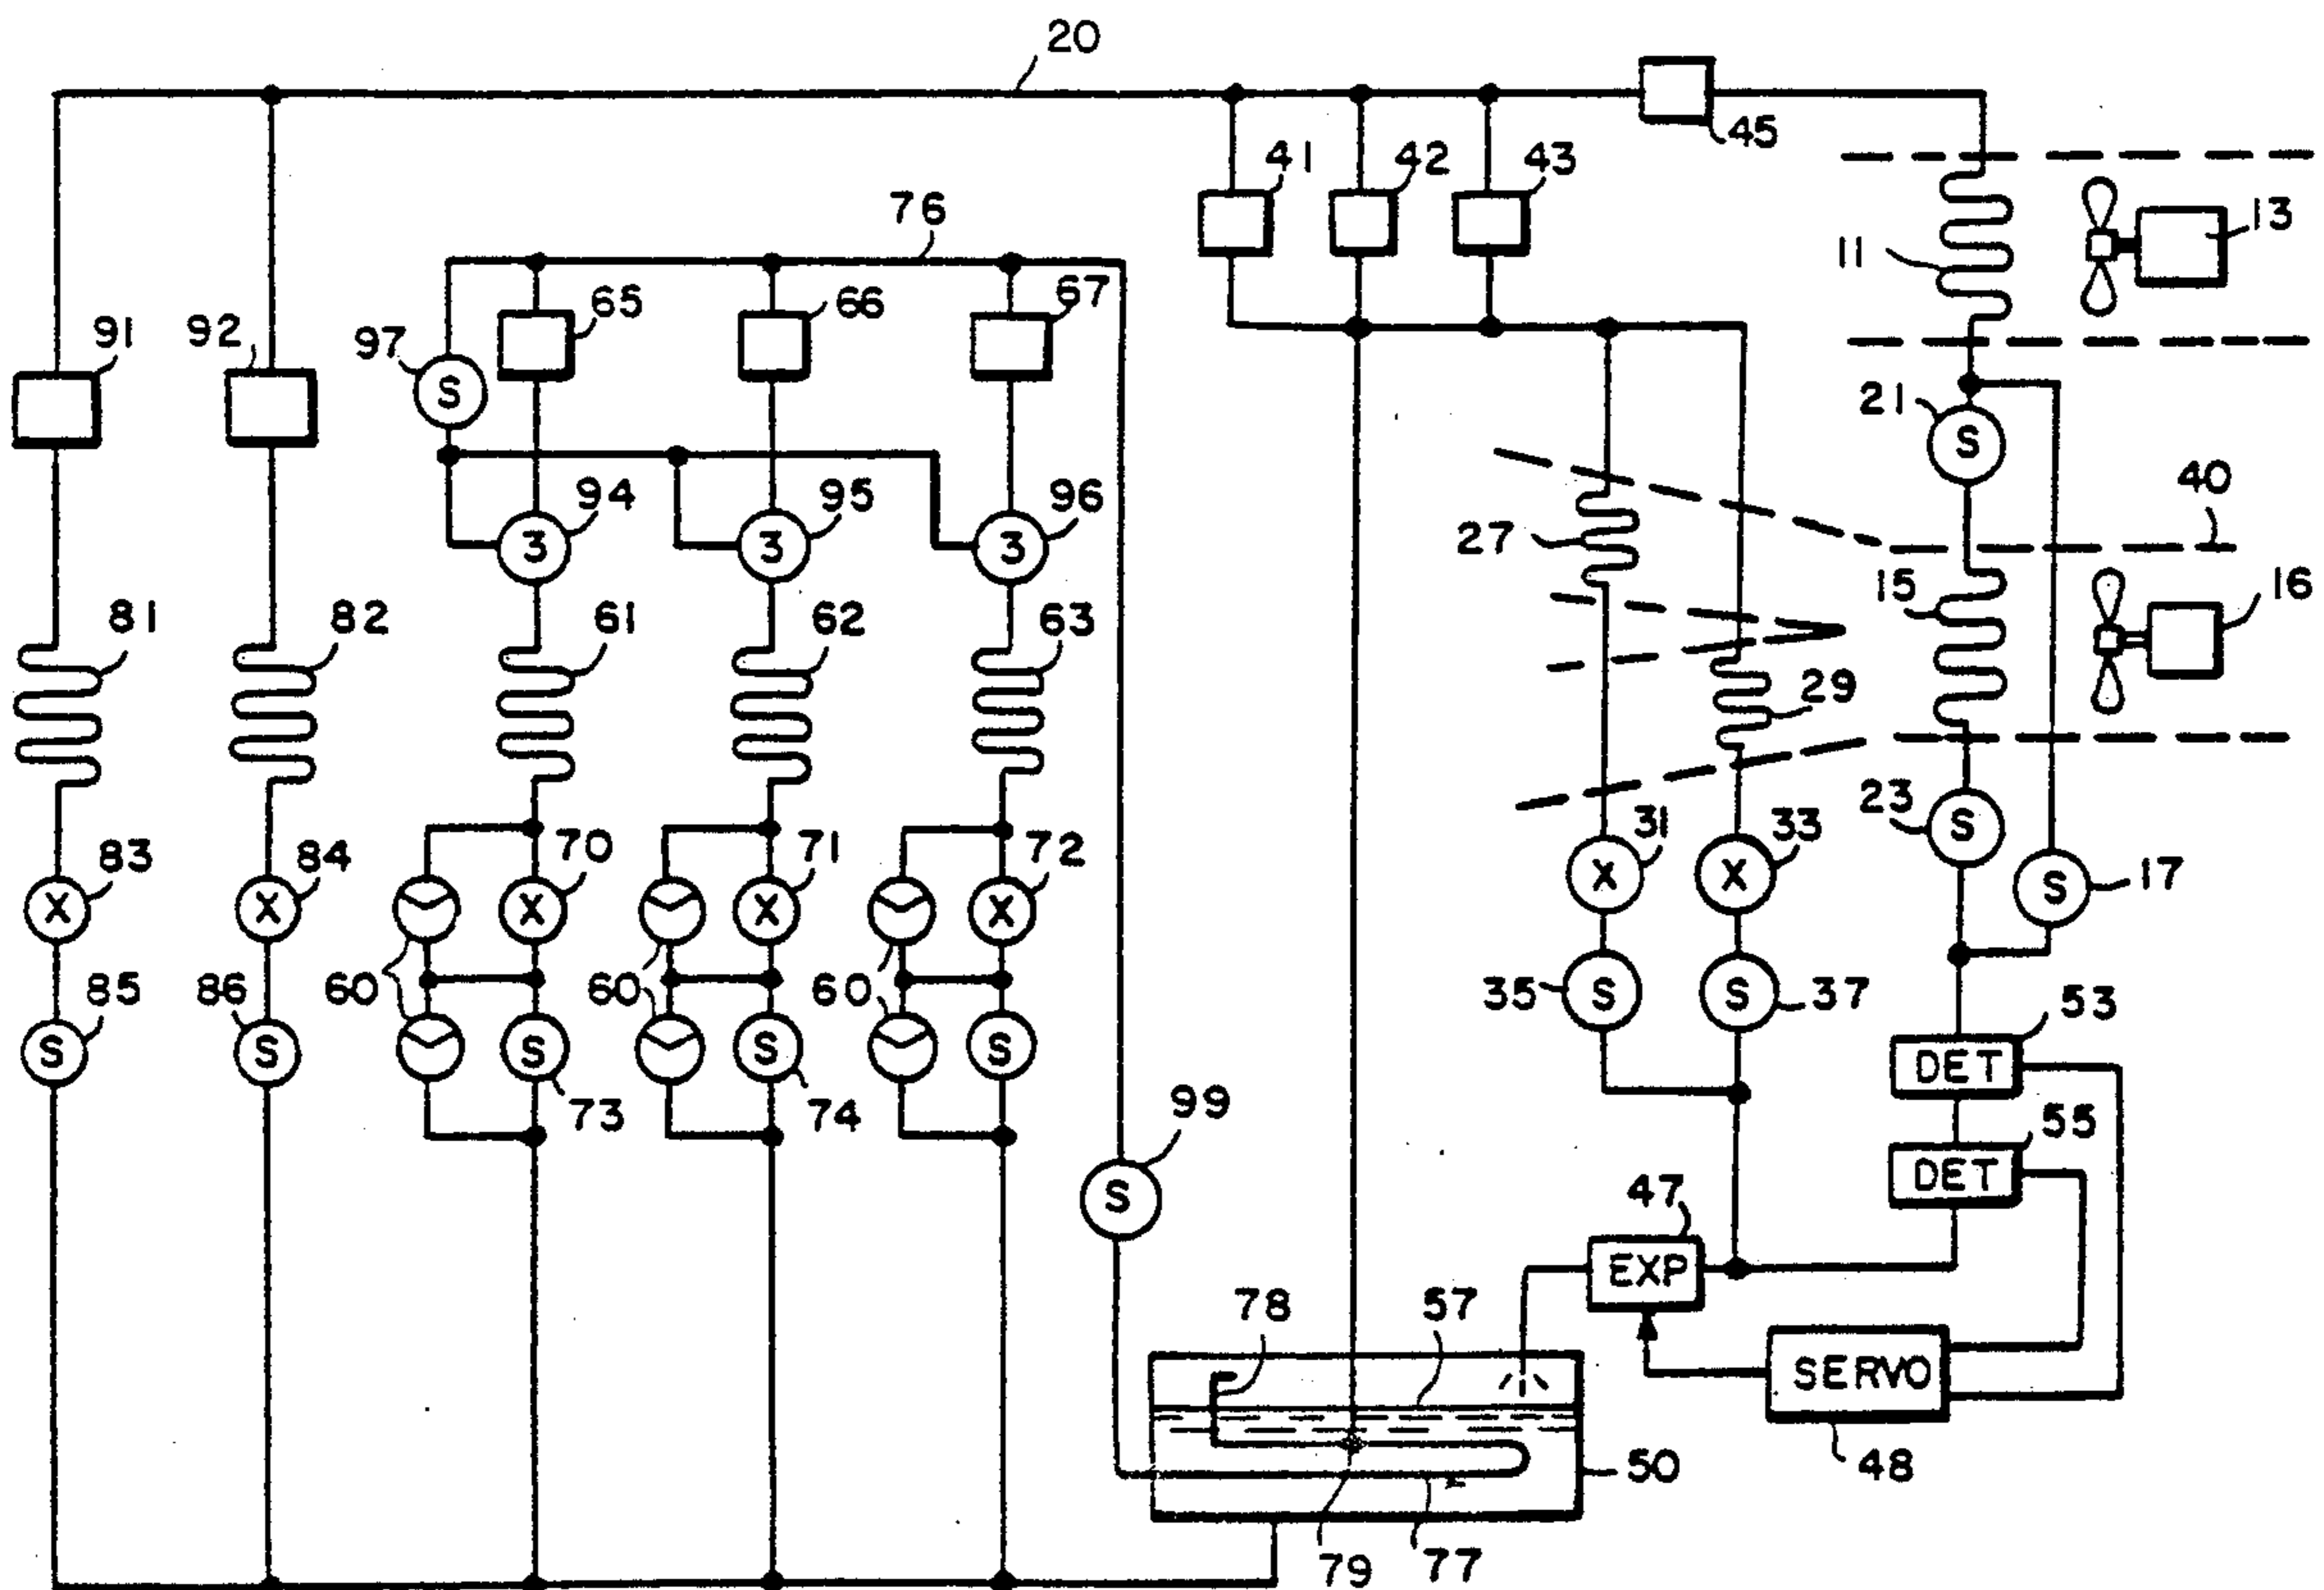 20
45
41 42 43
13
76
11
65 66 67
91 92 97
S
21
S
94 95 96
3 3 3
40
27
15
16
81 82 61 62 63
29
83 84 70 71 72
31 33
23
S
X X X X X
X X
S
17
85 86 60 60 60
35 S S 37
S S S S S
53
DET
73 74
99
S
55
DET
47
EXP
78 57
SERVO
50
48
79 77